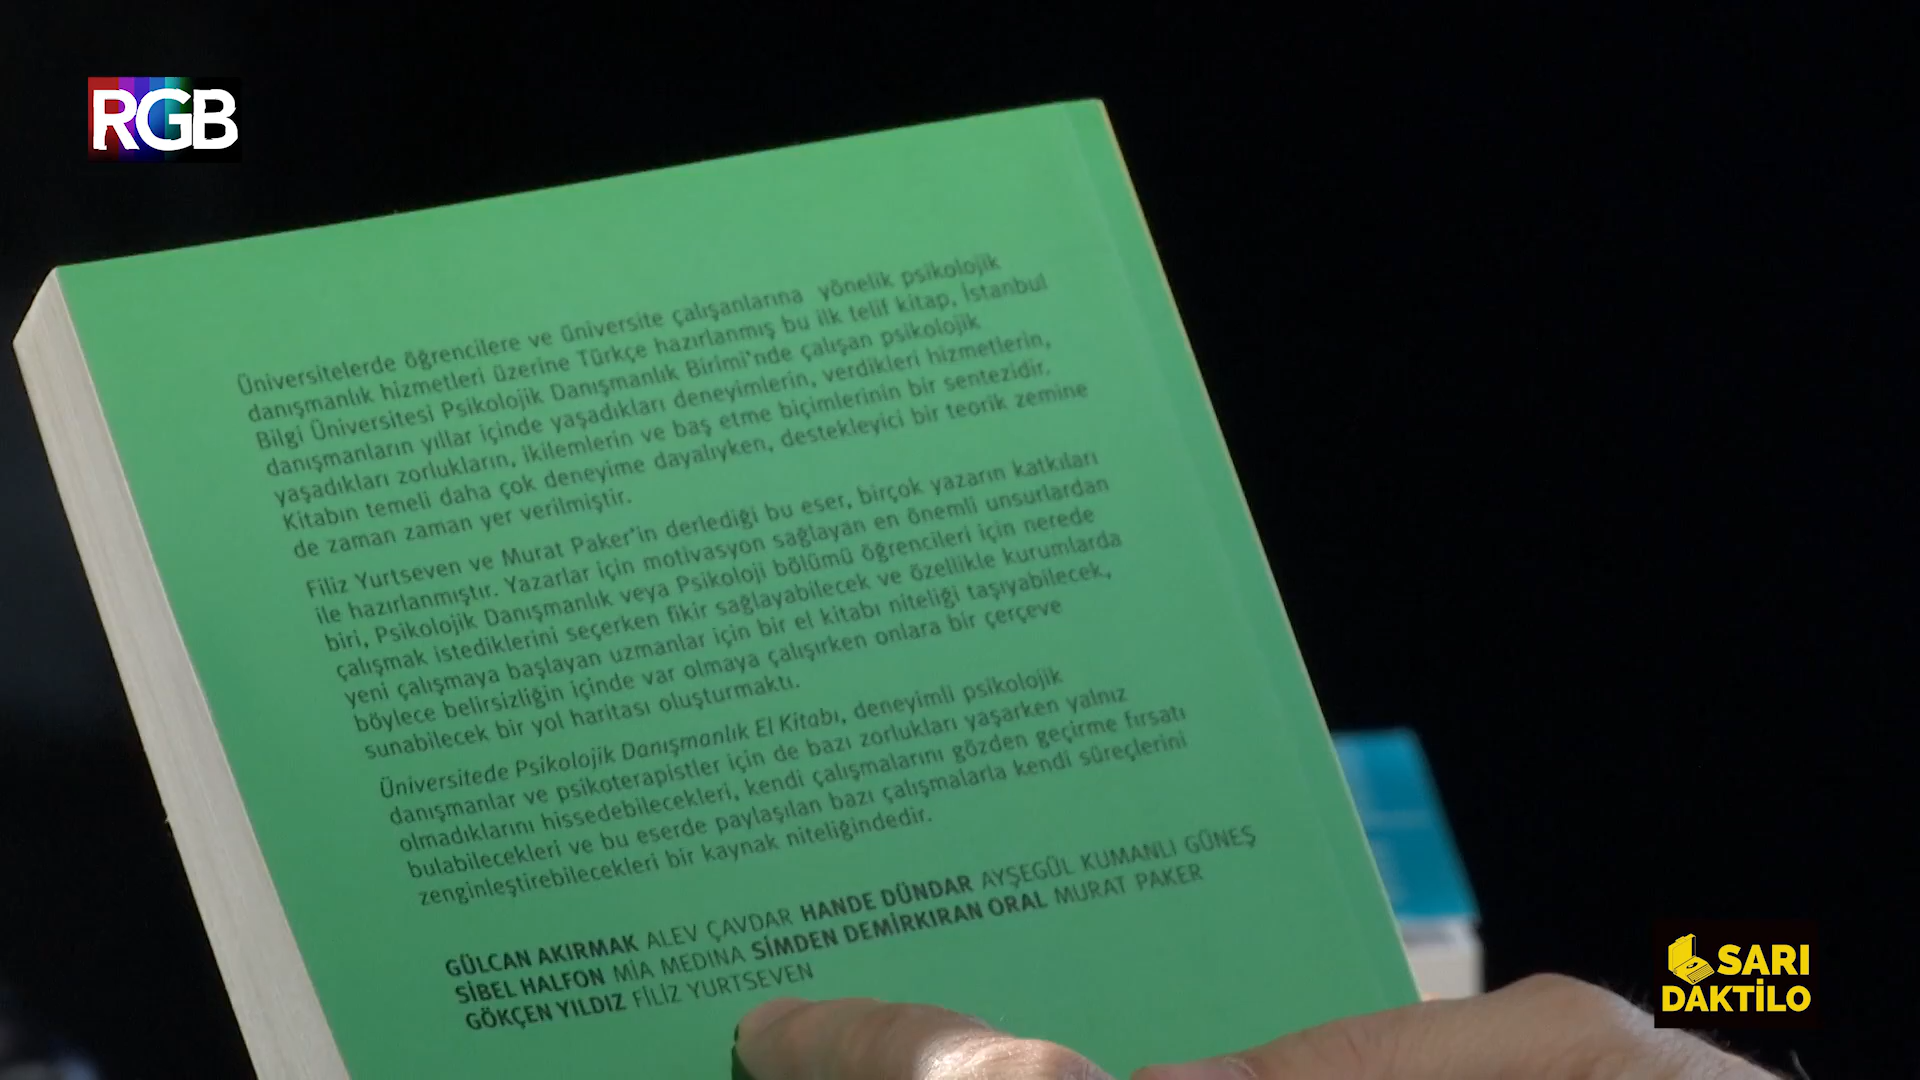 RGB
Üniversitelerde öğrencilere ve üniversite çalışanlarına yönelik psikolojik
danışmanlık hizmetleri üzerine Türkçe hazırlanmış bu ilk telif kitap, İstanbul
Bilgi Üniversitesi Psikolojik Danışmanlık Birimi'nde çalışan psikolojik
danışmanların yıllar içinde yaşadıkları deneyimlerin, verdikleri hizmetlerin,
yaşadıkları zorlukların, ikilemlerin ve baş etme biçimlerinin bir sentezidir.
Kitabın temeli daha çok deneyime dayalıyken, destekleyici bir teorik zemine
de zaman zaman yer verilmiştir.
Filiz Yurtseven ve Murat Paker'in derlediği bu eser, birçok yazarın katkıları
ile hazırlanmıştır. Yazarlar için motivasyon sağlayan en önemli unsurlardan
biri, Psikolojik Danışmanlık veya Psikoloji bölümü öğrencileri için nerede
çalışmak istediklerini seçerken fikir sağlayabilecek ve özellikle kurumlarda
yeni çalışmaya başlayan uzmanlar için bir el kitabı niteliği taşıyabilecek,
böylece belirsizliğin içinde var olmaya çalışırken onlara bir çerçeve
sunabilecek bir yol haritası oluşturmaktı.
Üniversitede Psikolojik Danışmanlık El Kitabı, deneyimli psikolojik
danışmanlar ve psikoterapistler için de bazı zorlukları yaşarken yalnız
olmadıklarını hissedebilecekleri, kendi çalışmalarını gözden geçirme fırsatı
bulabilecekleri ve bu eserde paylaşılan bazı çalışmalarla kendi süreçlerini
zenginleştirebilecekleri bir kaynak niteliğindedir.
GÜLCAN AKIRMAK ALEV ÇAVDAR HANDE DÜNDAR AYŞEGÜL KUMANLI GÜNEŞ
SİBEL HALFON MİA MEDINA SİMDEN DEMİRKIRAN ORAL MURAT PAKER
GÖKÇEN YILDIZ FİLİZ YURTSEVEN
SARI
DAKTİLO